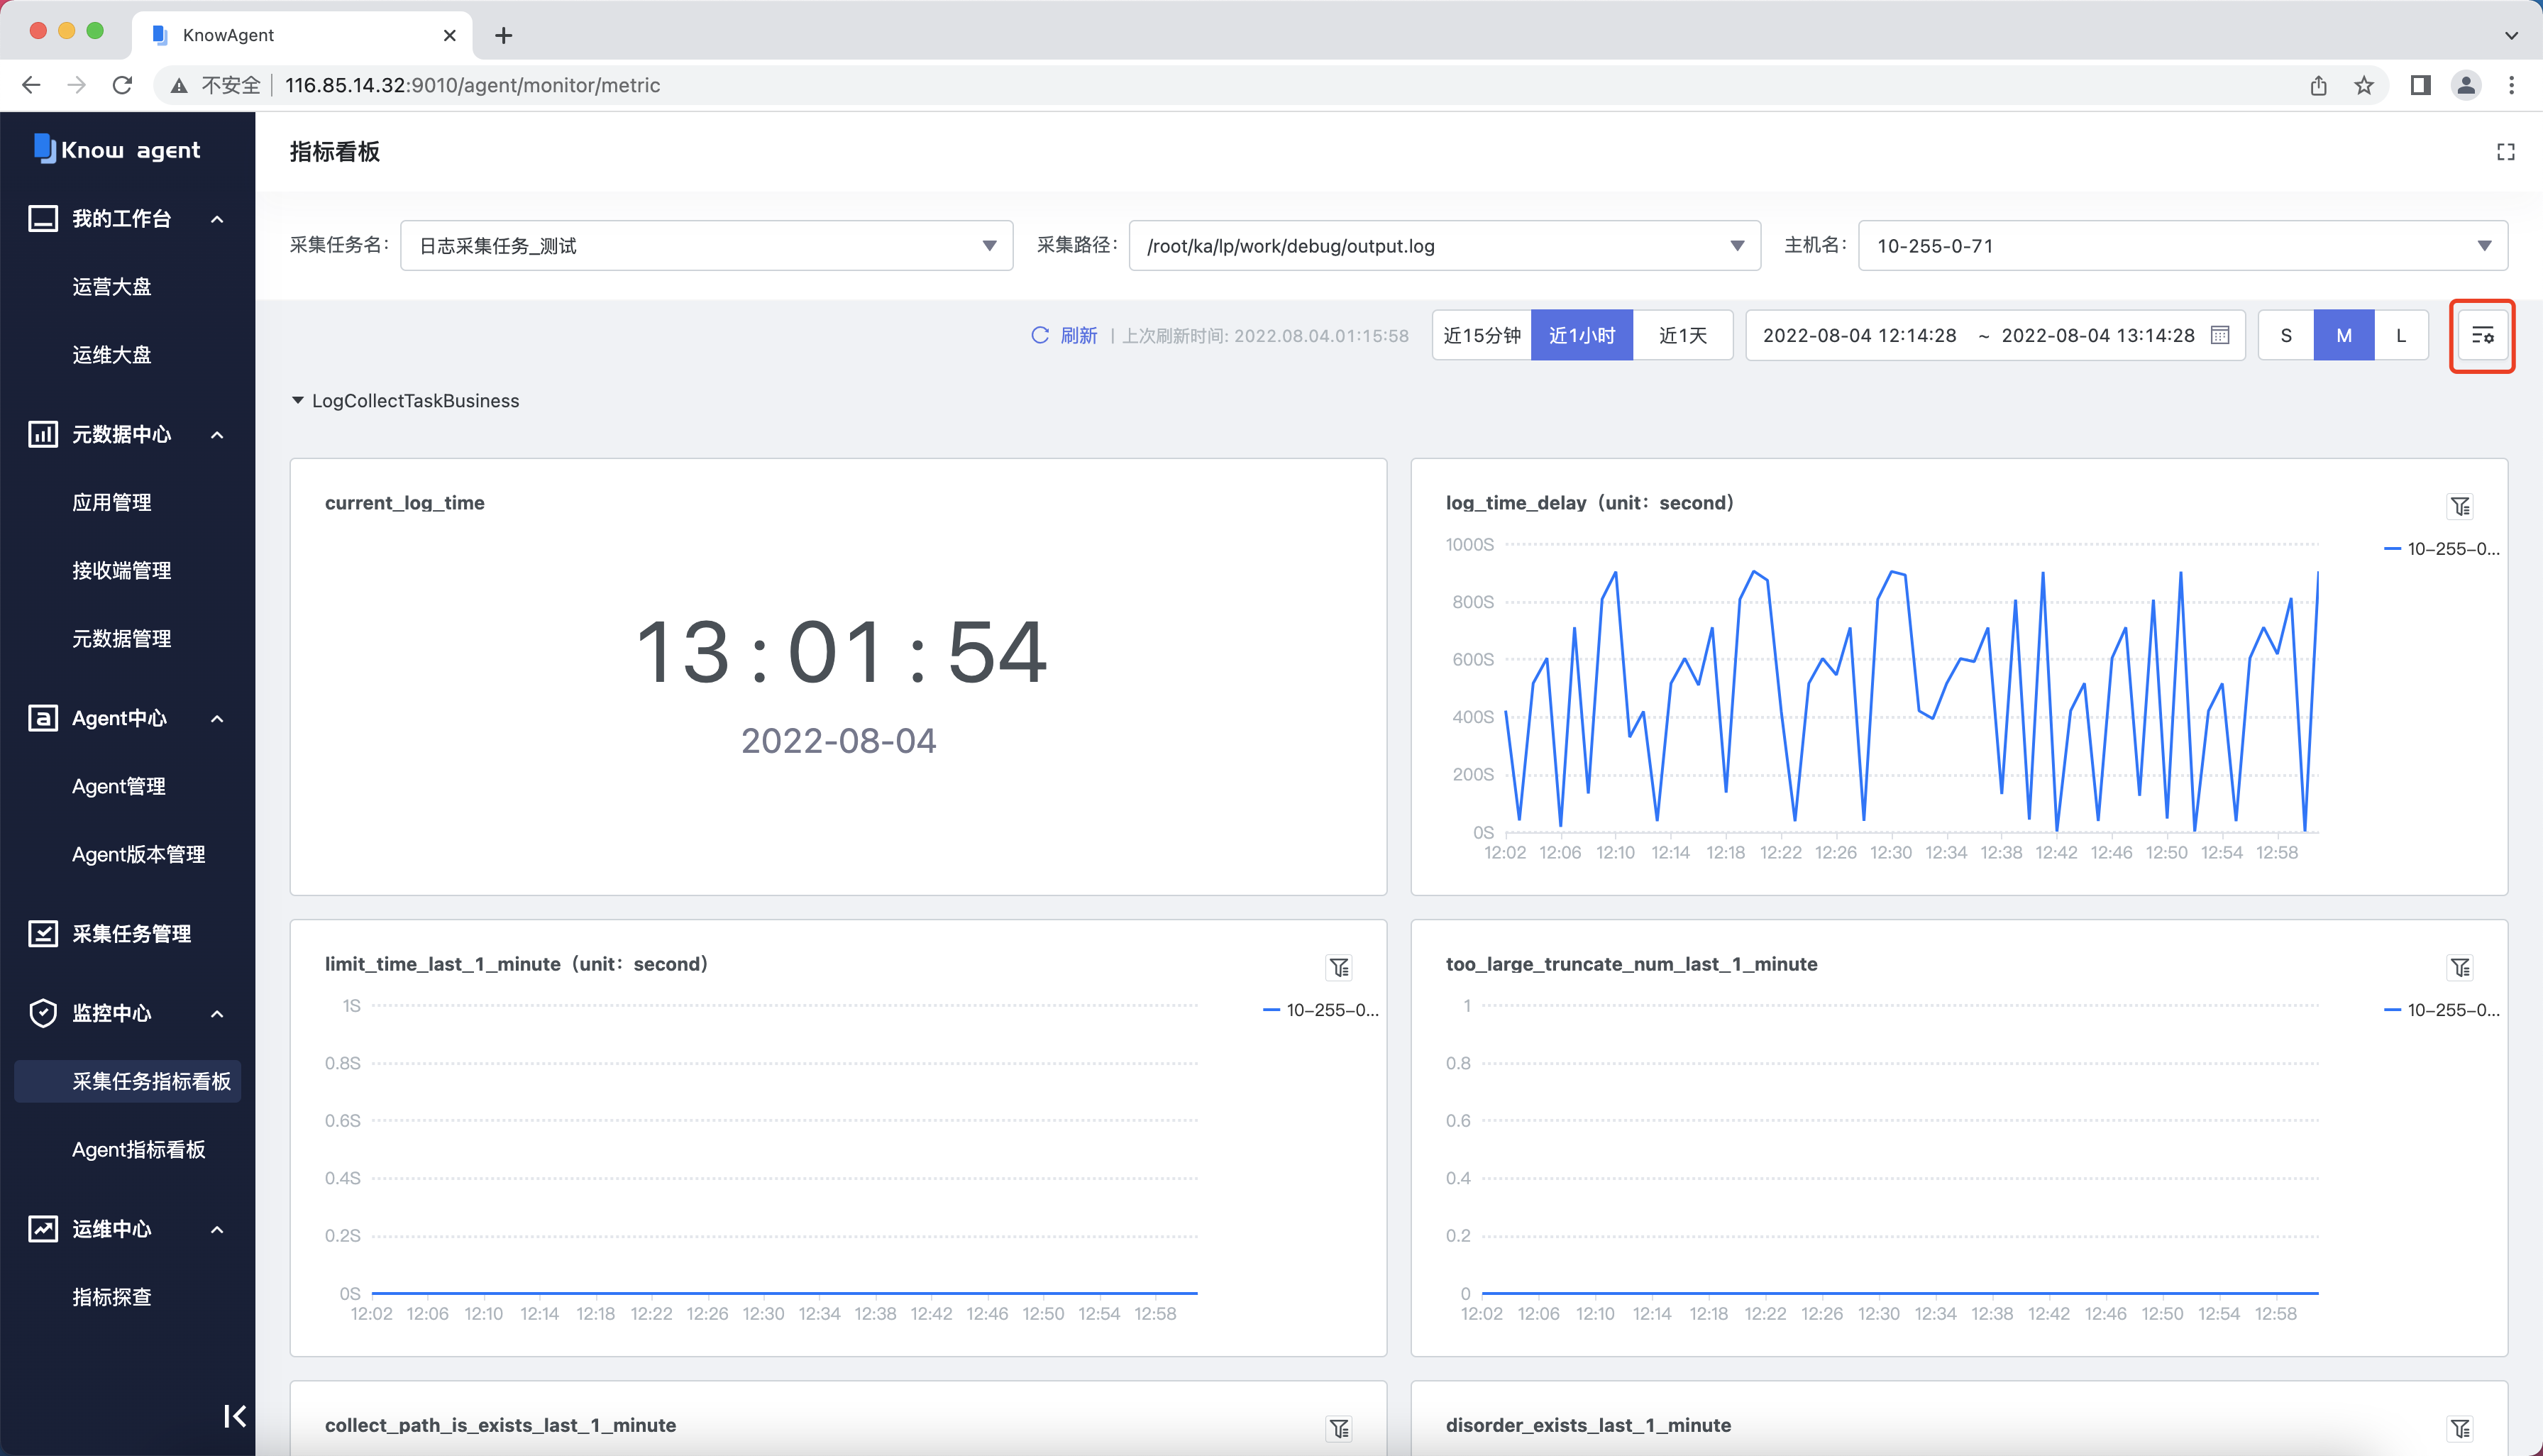 KnowAgent
不安全 | 116.85.14.32:9010/agent/monitor/metric
Know agent
我的工作台
运营大盘
运维大盘
元数据中心
应用管理
接收端管理
元数据管理
Agent中心
Agent管理
Agent版本管理
采集任务管理
监控中心
采集任务指标看板
Agent指标看板
运维中心
指标探查
指标看板
采集任务名: 日志采集任务_测试 采集路径: /root/ka/lp/work/debug/output.log 主机名: 10-255-0-71
刷新 | 上次刷新时间: 2022.08.04.01:15:58 近15分钟 近1小时 近1天 2022-08-04 12:14:28 ~ 2022-08-04 13:14:28 S M L
LogCollectTaskBusiness
current_log_time
13:01:54
2022-08-04
log_time_delay（unit：second）
10-255-0...
1000S
800S
600S
400S
200S
0S
12:02 12:06 12:10 12:14 12:18 12:22 12:26 12:30 12:34 12:38 12:42 12:46 12:50 12:54 12:58
limit_time_last_1_minute（unit：second）
10-255-0...
1S
0.8S
0.6S
0.4S
0.2S
0S
12:02 12:06 12:10 12:14 12:18 12:22 12:26 12:30 12:34 12:38 12:42 12:46 12:50 12:54 12:58
too_large_truncate_num_last_1_minute
10-255-0...
1
0.8
0.6
0.4
0.2
0
12:02 12:06 12:10 12:14 12:18 12:22 12:26 12:30 12:34 12:38 12:42 12:46 12:50 12:54 12:58
collect_path_is_exists_last_1_minute
disorder_exists_last_1_minute